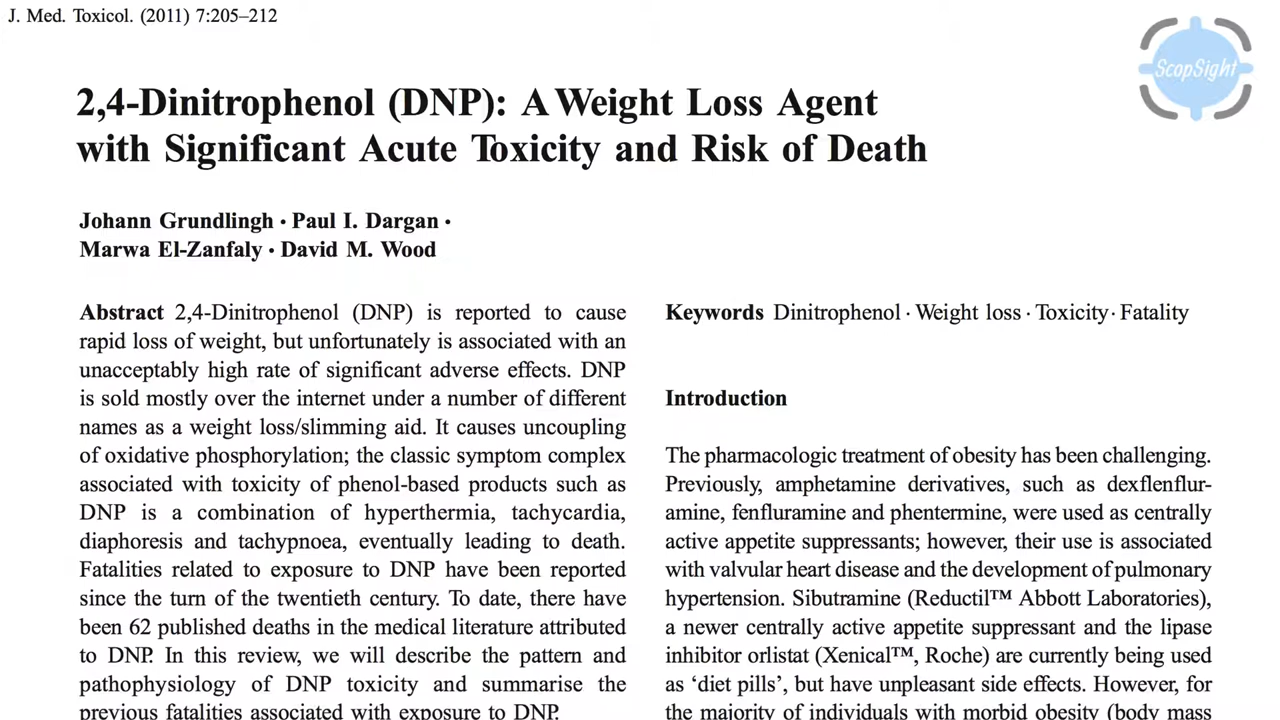 J. Med. Toxicol. (2011) 7:205–212
ScopSight
2,4-Dinitrophenol (DNP): A Weight Loss Agent
with Significant Acute Toxicity and Risk of Death
Johann Grundlingh · Paul I. Dargan ·
Marwa El-Zanfaly · David M. Wood
Abstract 2,4-Dinitrophenol (DNP) is reported to cause
rapid loss of weight, but unfortunately is associated with an
unacceptably high rate of significant adverse effects. DNP
is sold mostly over the internet under a number of different
names as a weight loss/slimming aid. It causes uncoupling
of oxidative phosphorylation; the classic symptom complex
associated with toxicity of phenol-based products such as
DNP is a combination of hyperthermia, tachycardia,
diaphoresis and tachypnoea, eventually leading to death.
Fatalities related to exposure to DNP have been reported
since the turn of the twentieth century. To date, there have
been 62 published deaths in the medical literature attributed
to DNP. In this review, we will describe the pattern and
pathophysiology of DNP toxicity and summarise the
previous fatalities associated with exposure to DNP.
Keywords Dinitrophenol · Weight loss · Toxicity · Fatality
Introduction
The pharmacologic treatment of obesity has been challenging.
Previously, amphetamine derivatives, such as dexflenflur-
amine, fenfluramine and phentermine, were used as centrally
active appetite suppressants; however, their use is associated
with valvular heart disease and the development of pulmonary
hypertension. Sibutramine (Reductil™ Abbott Laboratories),
a newer centrally active appetite suppressant and the lipase
inhibitor orlistat (Xenical™, Roche) are currently being used
as ‘diet pills’, but have unpleasant side effects. However, for
the majority of individuals with morbid obesity (body mass